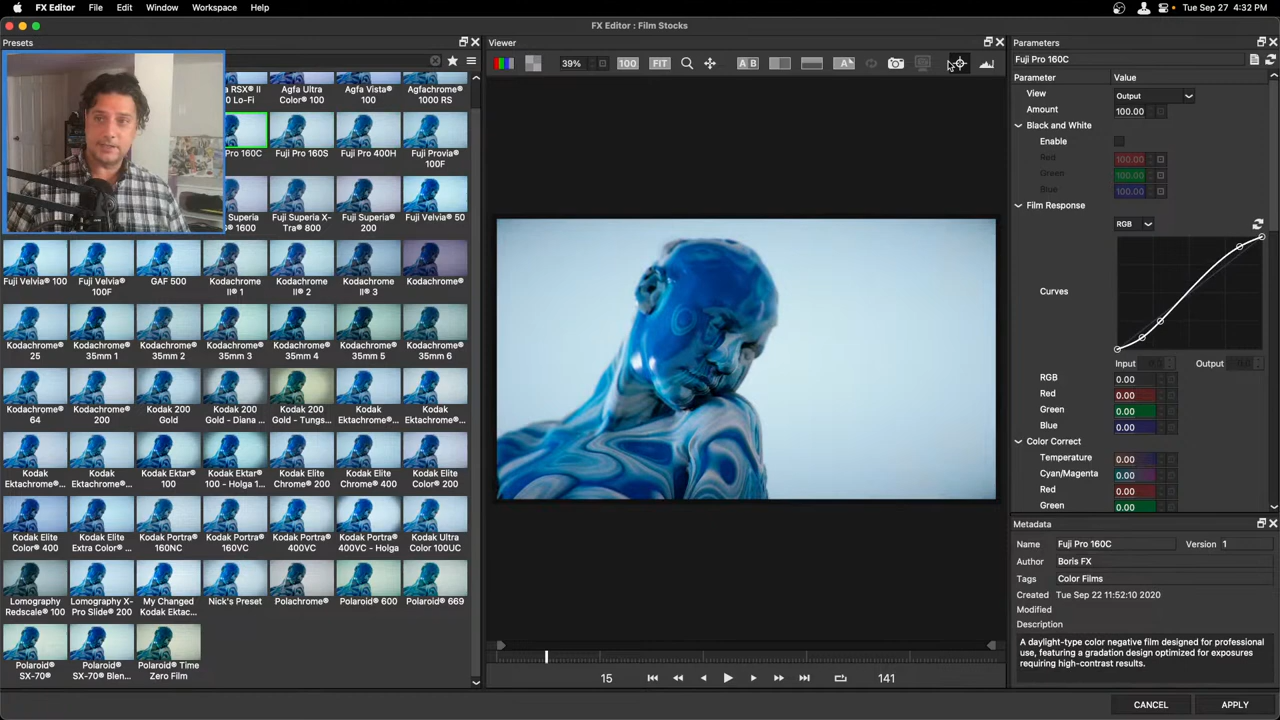 FX Editor File Edit Window Workspace Help Tue Sep 27 4:32 PM
FX Editor : Film Stocks
Presets
Viewer
Parameters
39% 100 FIT A B A
Fuji Pro 160C
Parameter Value
View Output
Amount 100.00
Black and White
Enable
Red 100.00
Green 100.00
Blue 100.00
Film Response
RGB
Curves
Input Output
RGB 0.00
Red 0.00
Green 0.00
Blue 0.00
Color Correct
Temperature 0.00
Cyan/Magenta 0.00
Red 0.00
Green 0.00
RSX® II
Lo-Fi
Agfa Ultra
Color® 100
Agfa Vista®
100
Agfachrome®
1000 RS
Pro 160C
Fuji Pro 160S
Fuji Pro 400H
Fuji Provia®
100F
Superia
1600
Fuji Superia X-
Tra® 800
Fuji Superia®
200
Fuji Velvia® 50
Fuji Velvia® 100
Fuji Velvia®
100F
GAF 500
Kodachrome
II® 1
Kodachrome
II® 2
Kodachrome
II® 3
Kodachrome®
Kodachrome®
25
Kodachrome®
35mm 1
Kodachrome®
35mm 2
Kodachrome®
35mm 3
Kodachrome®
35mm 4
Kodachrome®
35mm 5
Kodachrome®
35mm 6
Kodachrome®
64
Kodachrome®
200
Kodak 200
Gold
Kodak 200
Gold - Diana ...
Kodak 200
Gold - Tungs...
Kodak
Ektachrome®...
Kodak
Ektachrome®...
Kodak
Ektachrome®...
Kodak
Ektachrome®...
Kodak Ektar®
100
Kodak Ektar®
100 - Holga 1...
Kodak Elite
Chrome® 200
Kodak Elite
Chrome® 400
Kodak Elite
Color® 200
Kodak Elite
Color® 400
Kodak Elite
Extra Color® ...
Kodak Portra®
160NC
Kodak Portra®
160VC
Kodak Portra®
400VC
Kodak Portra®
400VC - Holga
Kodak Ultra
Color 100UC
Lomography
Redscale® 100
Lomography X-
Pro Slide® 200
My Changed
Kodak Ektac...
Nick's Preset
Polachrome®
Polaroid® 600
Polaroid® 669
Polaroid®
SX-70®
Polaroid®
SX-70® Blen...
Polaroid® Time
Zero Film
15 141
Metadata
Name Fuji Pro 160C Version 1
Author Boris FX
Tags Color Films
Created Tue Sep 22 11:52:10 2020
Modified
Description
A daylight-type color negative film designed for professional
use, featuring a gradation design optimized for exposures
requiring high-contrast results.
CANCEL APPLY